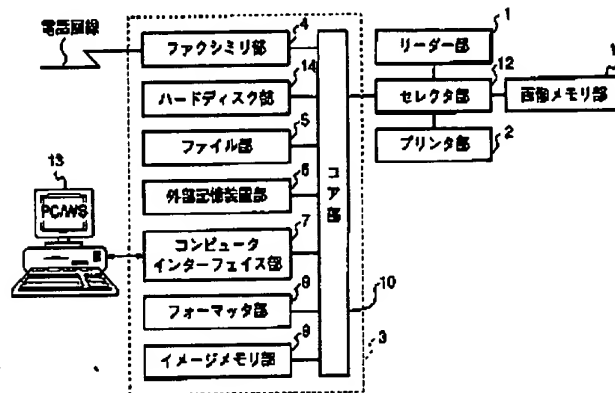 電話回線
ファクシミリ部
4
ハードディスク部
14
ファイル部
5
外部記憶装置部
6
コンピュータ
インターフェイス部
7
フォーマッタ部
8
イメージメモリ部
9
コア部
10
3
13
PC/WS
リーダー部
1
セレクタ部
12
画像メモリ部
プリンタ部
2